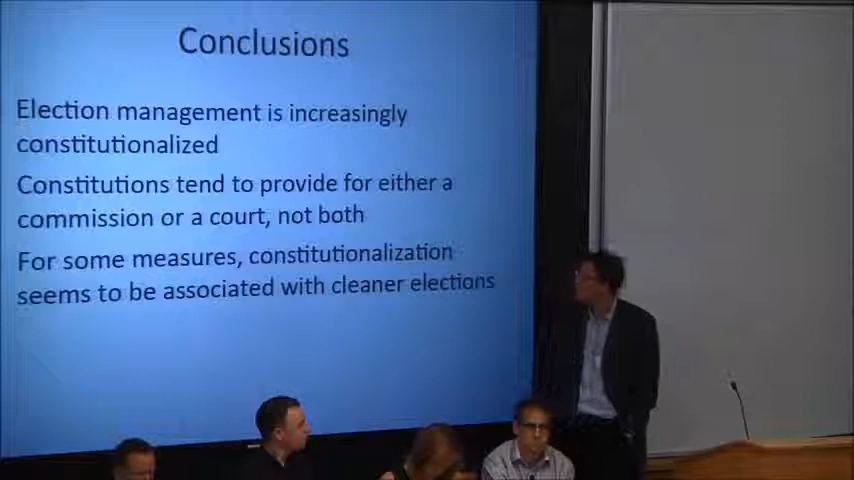 Conclusions
Election management is increasingly
constitutionalized
Constitutions tend to provide for either a
commission or a court, not both
For some measures, constitutionalization
seems to be associated with cleaner elections